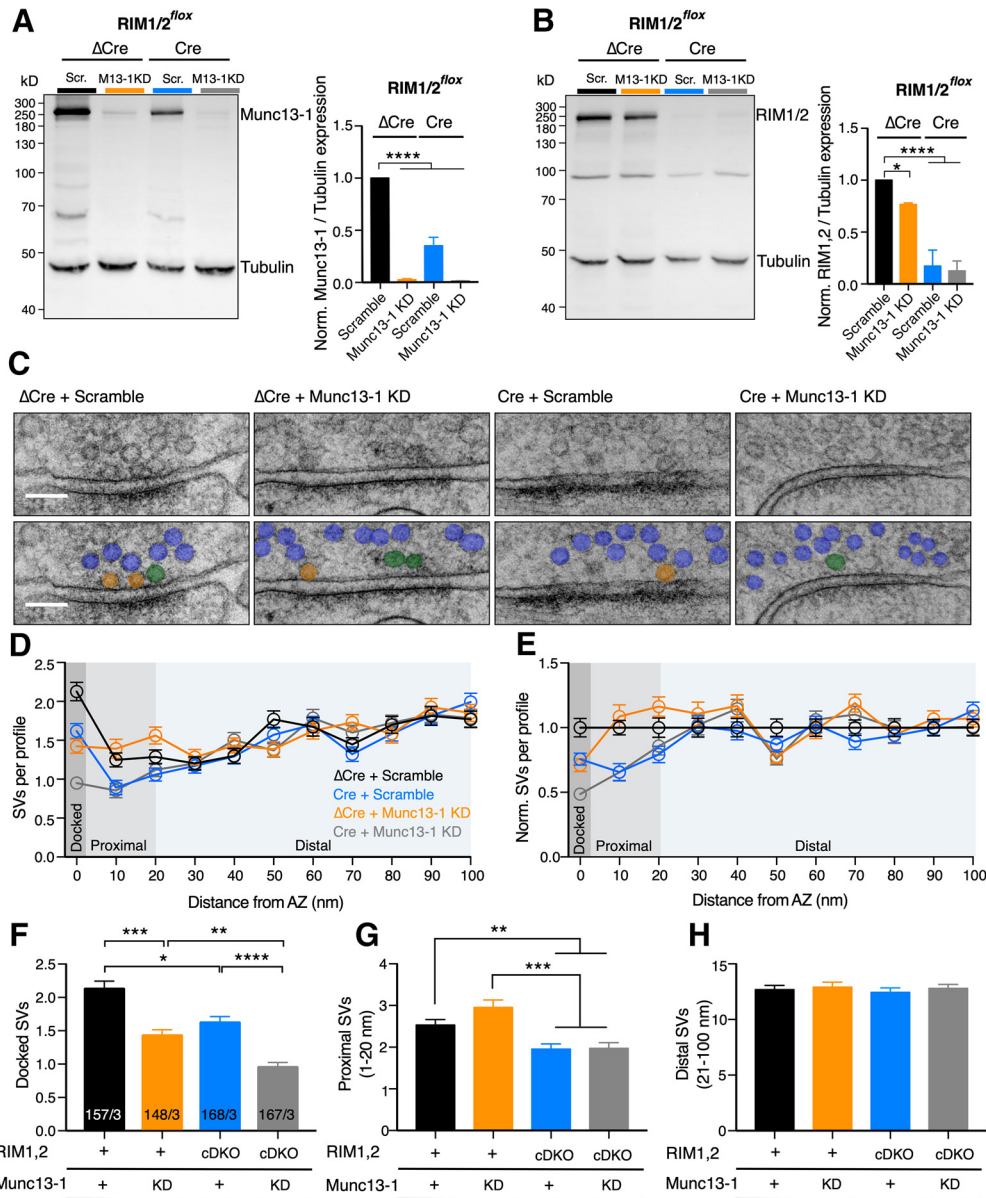 A
RIM1/2flox
ΔCre Cre
kD Scr. M13-1KD Scr. M13-1KD
300
250
180
130
100
70
50
40
Munc13-1
Tubulin
RIM1/2flox
ΔCre Cre
****
Norm. Munc13-1 / Tubulin expression
1.5
1.0
0.5
0.0
Scramble
Munc13-1 KD
Scramble
Munc13-1 KD
B
RIM1/2flox
ΔCre Cre
kD Scr. M13-1KD Scr. M13-1KD
300
250
180
130
100
70
50
40
RIM1/2
Tubulin
RIM1/2flox
ΔCre Cre
****
*
Norm. RIM1,2 / Tubulin expression
1.5
1.0
0.5
0.0
Scramble
Munc13-1 KD
Scramble
Munc13-1 KD
C
ΔCre + Scramble
ΔCre + Munc13-1 KD
Cre + Scramble
Cre + Munc13-1 KD
D
SVs per profile
2.5
2.0
1.5
1.0
0.5
0.0
ΔCre + Scramble
Cre + Scramble
ΔCre + Munc13-1 KD
Cre + Munc13-1 KD
Docked
Proximal
Distal
0 10 20 30 40 50 60 70 80 90 100
Distance from AZ (nm)
E
Norm. SVs per profile
1.5
1.0
0.5
0.0
Docked
Proximal
Distal
0 10 20 30 40 50 60 70 80 90 100
Distance from AZ (nm)
F
*** **
* ****
Docked SVs
2.5
2.0
1.5
1.0
0.5
0.0
157/3 148/3 168/3 167/3
RIM1,2 + + cDKO cDKO
Munc13-1 + KD + KD
G
**
***
Proximal SVs
(1-20 nm)
4
3
2
1
0
RIM1,2 + + cDKO cDKO
Munc13-1 + KD + KD
H
Distal SVs
(21-100 nm)
15
10
5
0
RIM1,2 + + cDKO cDKO
Munc13-1 + KD + KD